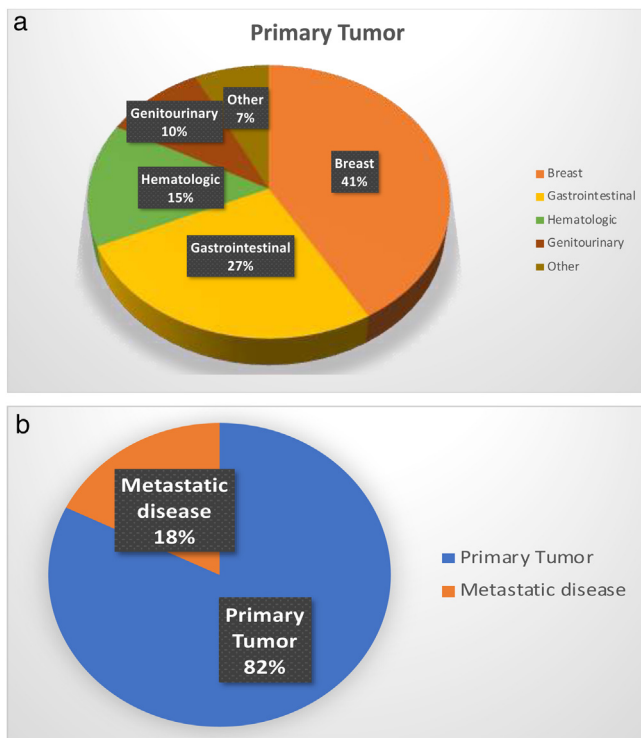 a
Primary Tumor
Other
7%
Genitourinary
10%
Breast
41%
Hematologic
15%
Gastrointestinal
27%
Breast
Gastrointestinal
Hematologic
Genitourinary
Other
b
Metastatic
disease
18%
Primary
Tumor
82%
Primary Tumor
Metastatic disease